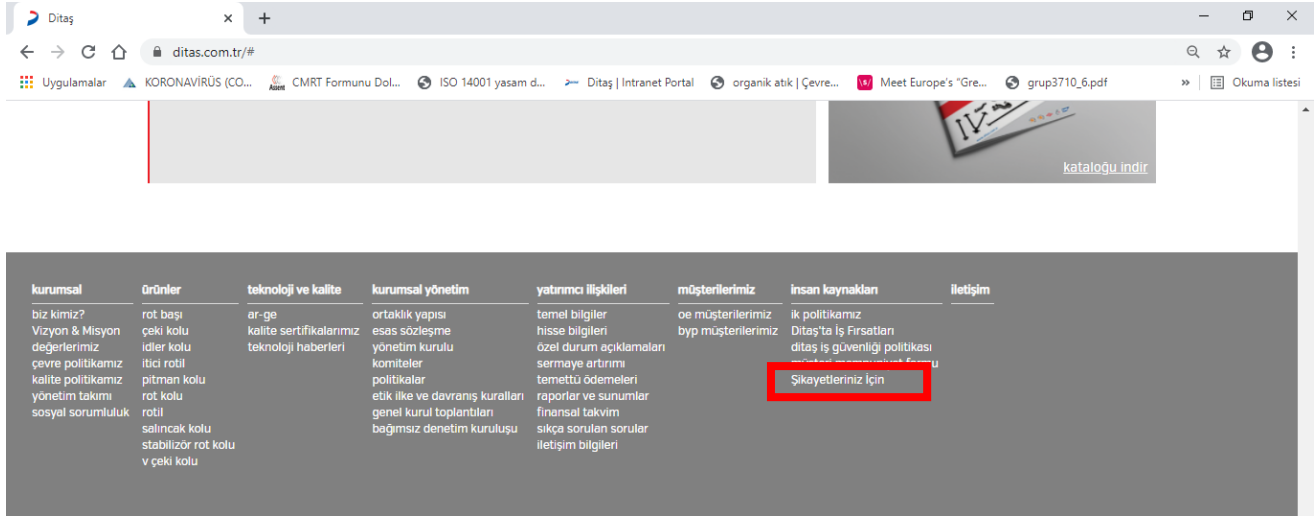 Ditaş
ditas.com.tr/#
Uygulamalar
KORONAVİRÜS (CO...
CMRT Formunu Dol...
ISO 14001 yasam d...
Ditaş | Intranet Portal
organik atık | Çevre...
Meet Europe's "Gre...
grup3710_6.pdf
»
Okuma listesi
kataloğu indir
kurumsal
biz kimiz?
Vizyon & Misyon
değerlerimiz
çevre politikamız
kalite politikamız
yönetim takımı
sosyal sorumluluk
ürünler
rot başı
çeki kolu
idler kolu
itici rotil
pitman kolu
rot kolu
rotil
salıncak kolu
stabilizör rot kolu
v çeki kolu
teknoloji ve kalite
ar-ge
kalite sertifikalarımız
teknoloji haberleri
kurumsal yönetim
ortaklık yapısı
esas sözleşme
yönetim kurulu
komiteler
politikalar
etik ilke ve davranış kuralları
genel kurul toplantıları
bağımsız denetim kuruluşu
yatırımcı ilişkileri
temel bilgiler
hisse bilgileri
özel durum açıklamaları
sermaye artırımı
temettü ödemeleri
raporlar ve sunumlar
finansal takvim
sıkça sorulan sorular
iletişim bilgileri
müşterilerimiz
oe müşterilerimiz
byp müşterilerimiz
insan kaynakları
ik politikamız
Ditaş'ta İş Fırsatları
ditaş iş güvenliği politikası
müşteri memnuniyet formu
Şikayetleriniz İçin
iletişim